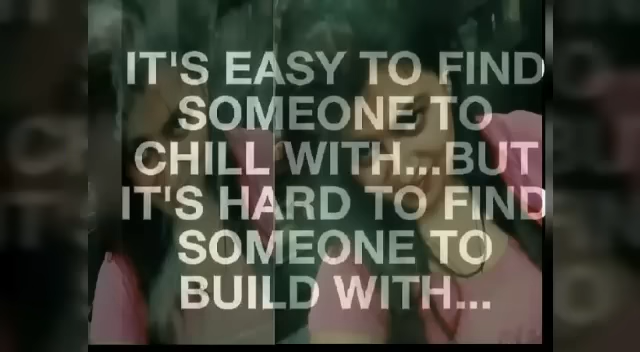 IT'S EASY TO FIND
SOMEONE TO
CHILL WITH...BUT
IT'S HARD TO FIND
SOMEONE TO
BUILD WITH...